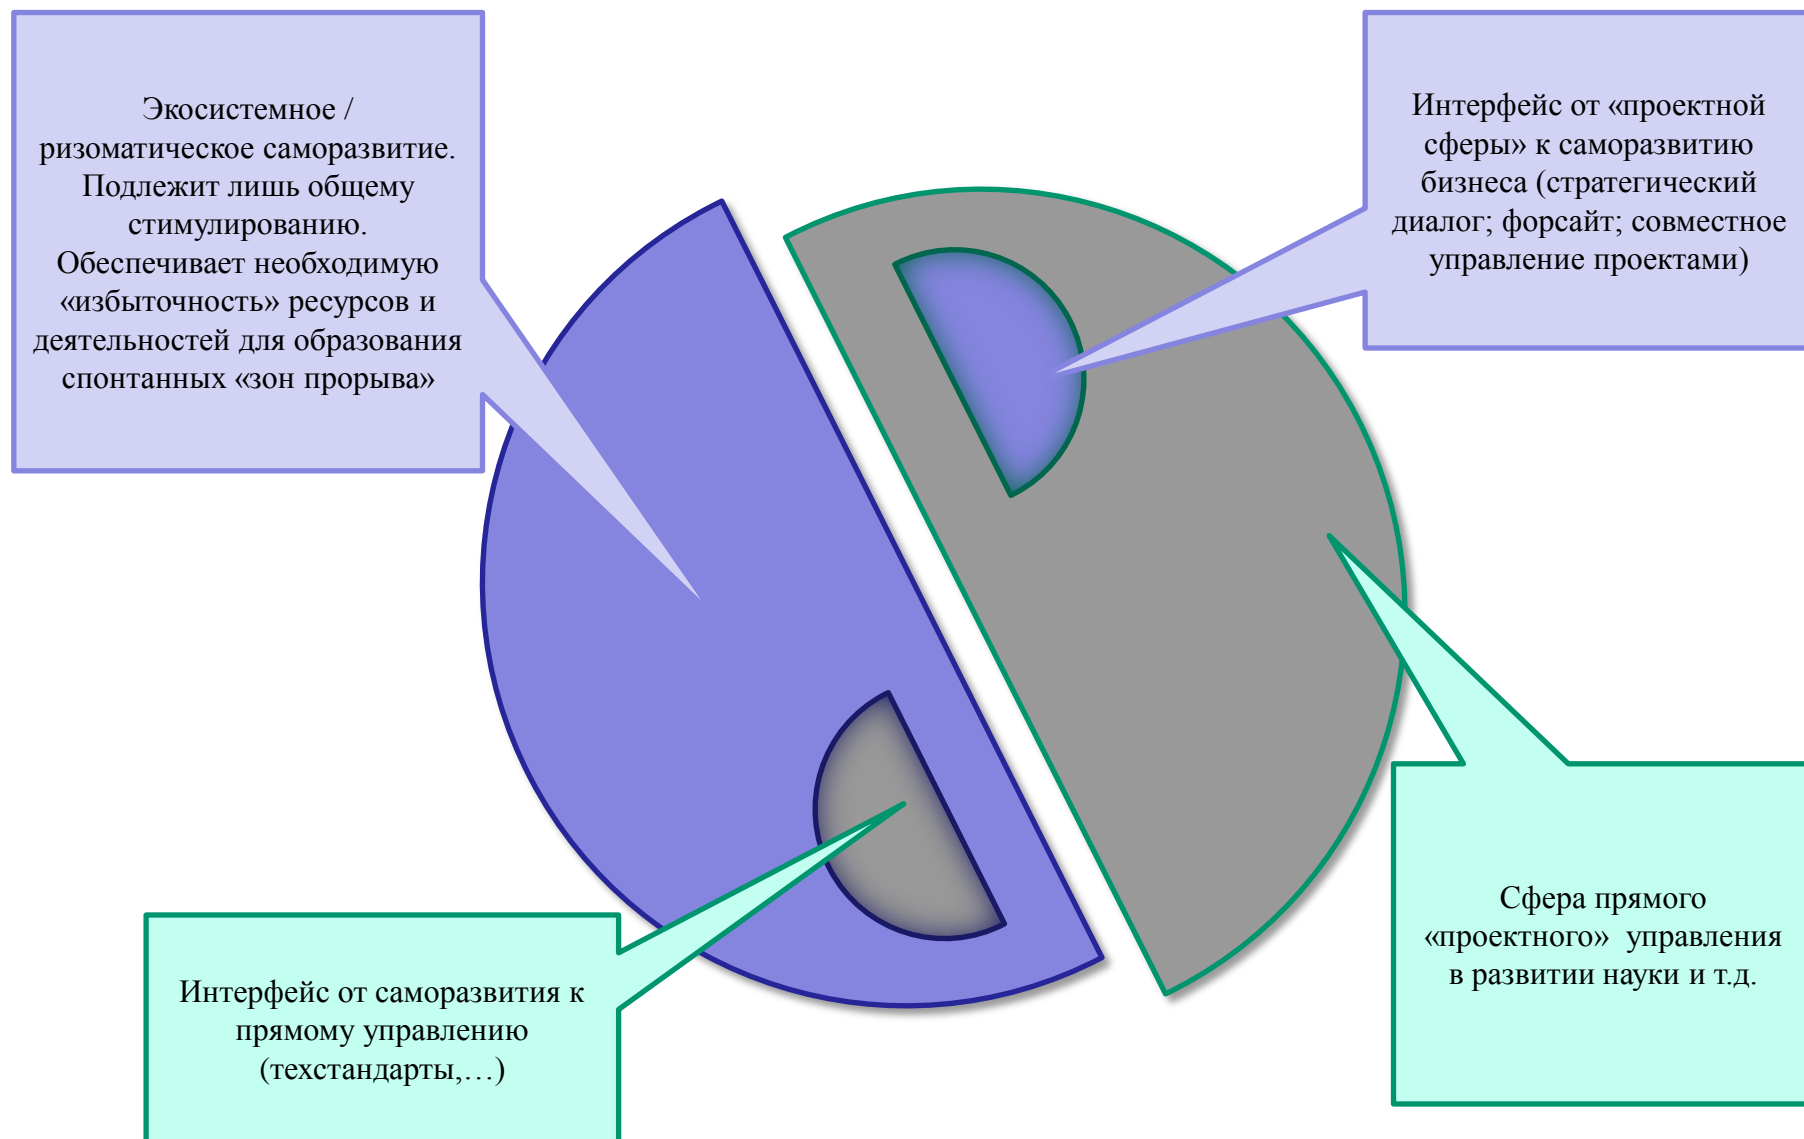 Экосистемное /
ризоматическое саморазвитие.
Подлежит лишь общему
стимулированию.
Обеспечивает необходимую
«избыточность» ресурсов и
деятельностей для образования
спонтанных «зон прорыва»
Интерфейс от «проектной
сферы» к саморазвитию
бизнеса (стратегический
диалог; форсайт; совместное
управление проектами)
Интерфейс от саморазвития к
прямому управлению
(техстандарты,…)
Сфера прямого
«проектного» управления
в развитии науки и т.д.